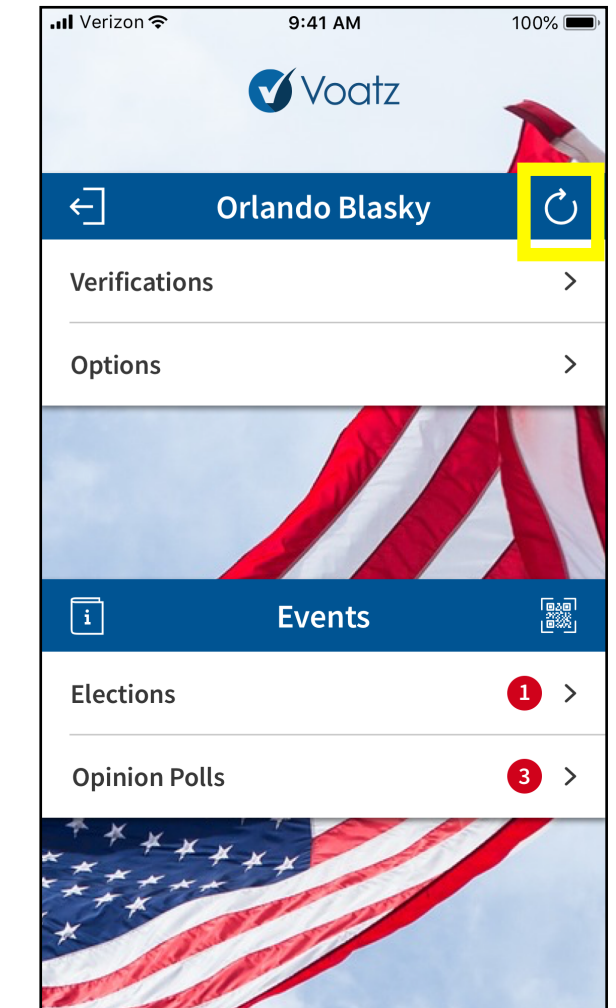 Verizon 9:41 AM 100%
Voatz
Orlando Blasky
Verifications
Options
i Events
Elections 1
Opinion Polls 3